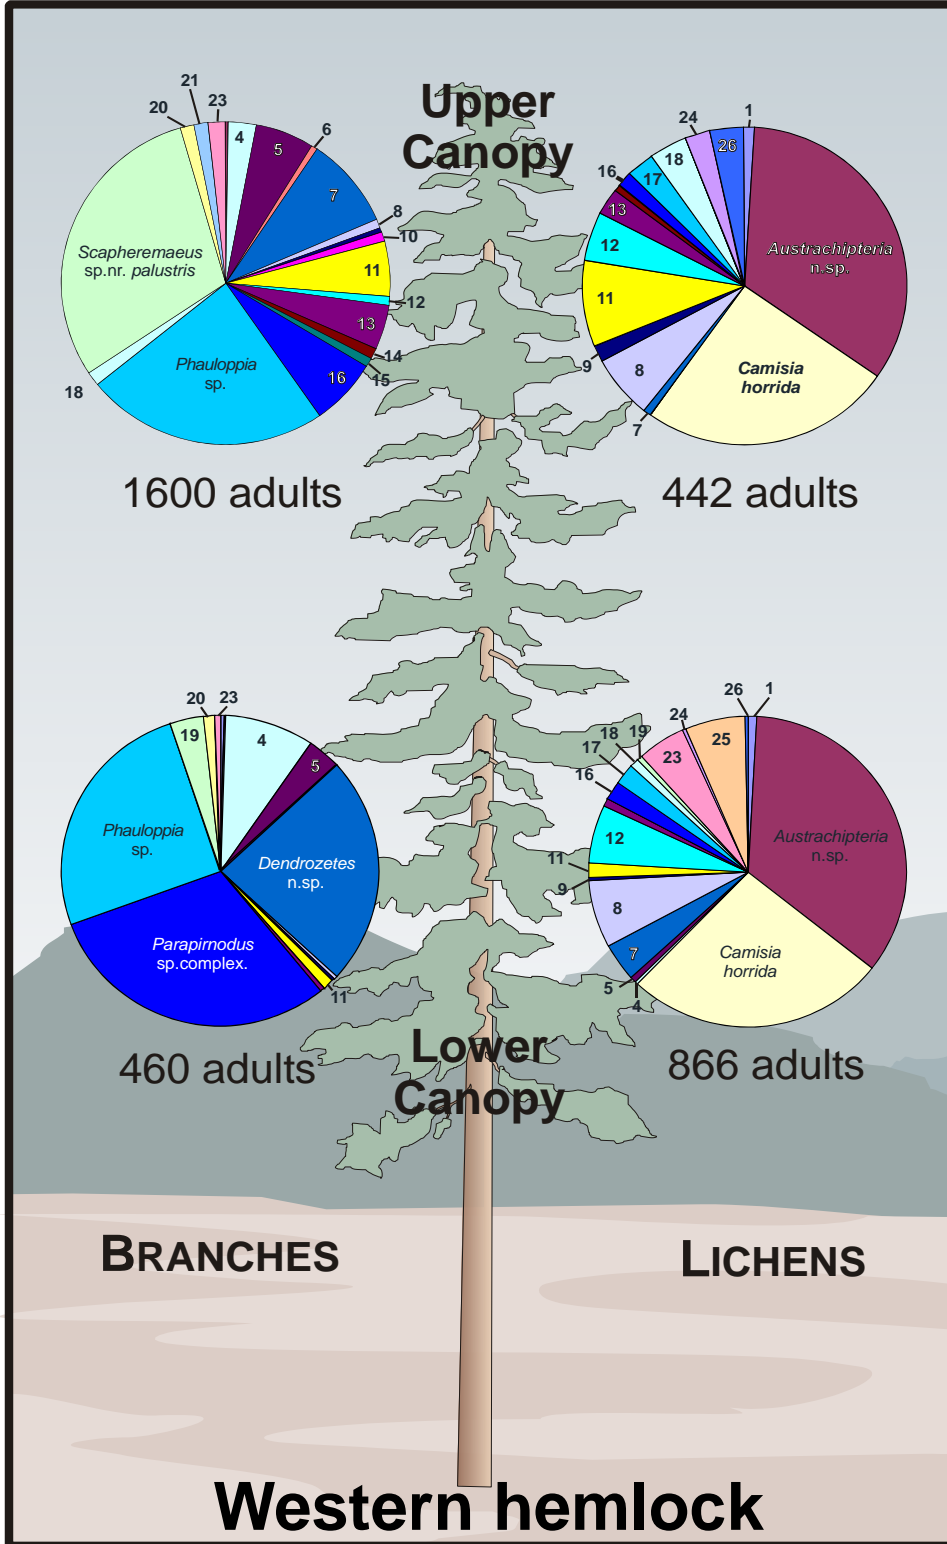 Upper
Canopy
20
21
23
4
5
6
7
8
10
11
12
13
14
15
16
Phauloppia
sp.
18
Scapheremaeus
sp.nr. palustris
1600 adults
1
Austrachipteria
n.sp.
Camisia
horrida
7
8
9
11
12
13
16
17
18
24
26
442 adults
20
23
4
5
Dendrozetes
n.sp.
11
Parapirnodus
sp.complex.
Phauloppia
sp.
19
460 adults
26
1
Austrachipteria
n.sp.
Camisia
horrida
4
5
7
8
9
11
12
16
17
18
19
23
24
25
866 adults
Lower
Canopy
BRANCHES
LICHENS
Western hemlock